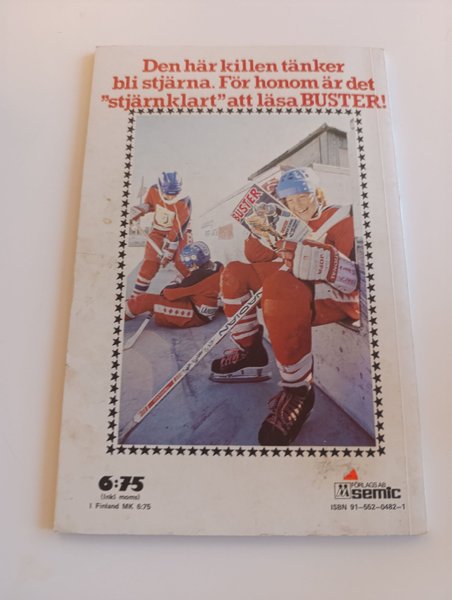 Den här killen tänker
bli stjärna. För honom är det
"stjärnklart" att läsa BUSTER!
BUSTER
6:75
(inkl moms)
I Finland MK 6:75
FÖRLAGS AB
semic
ISBN 91-552-0482-1